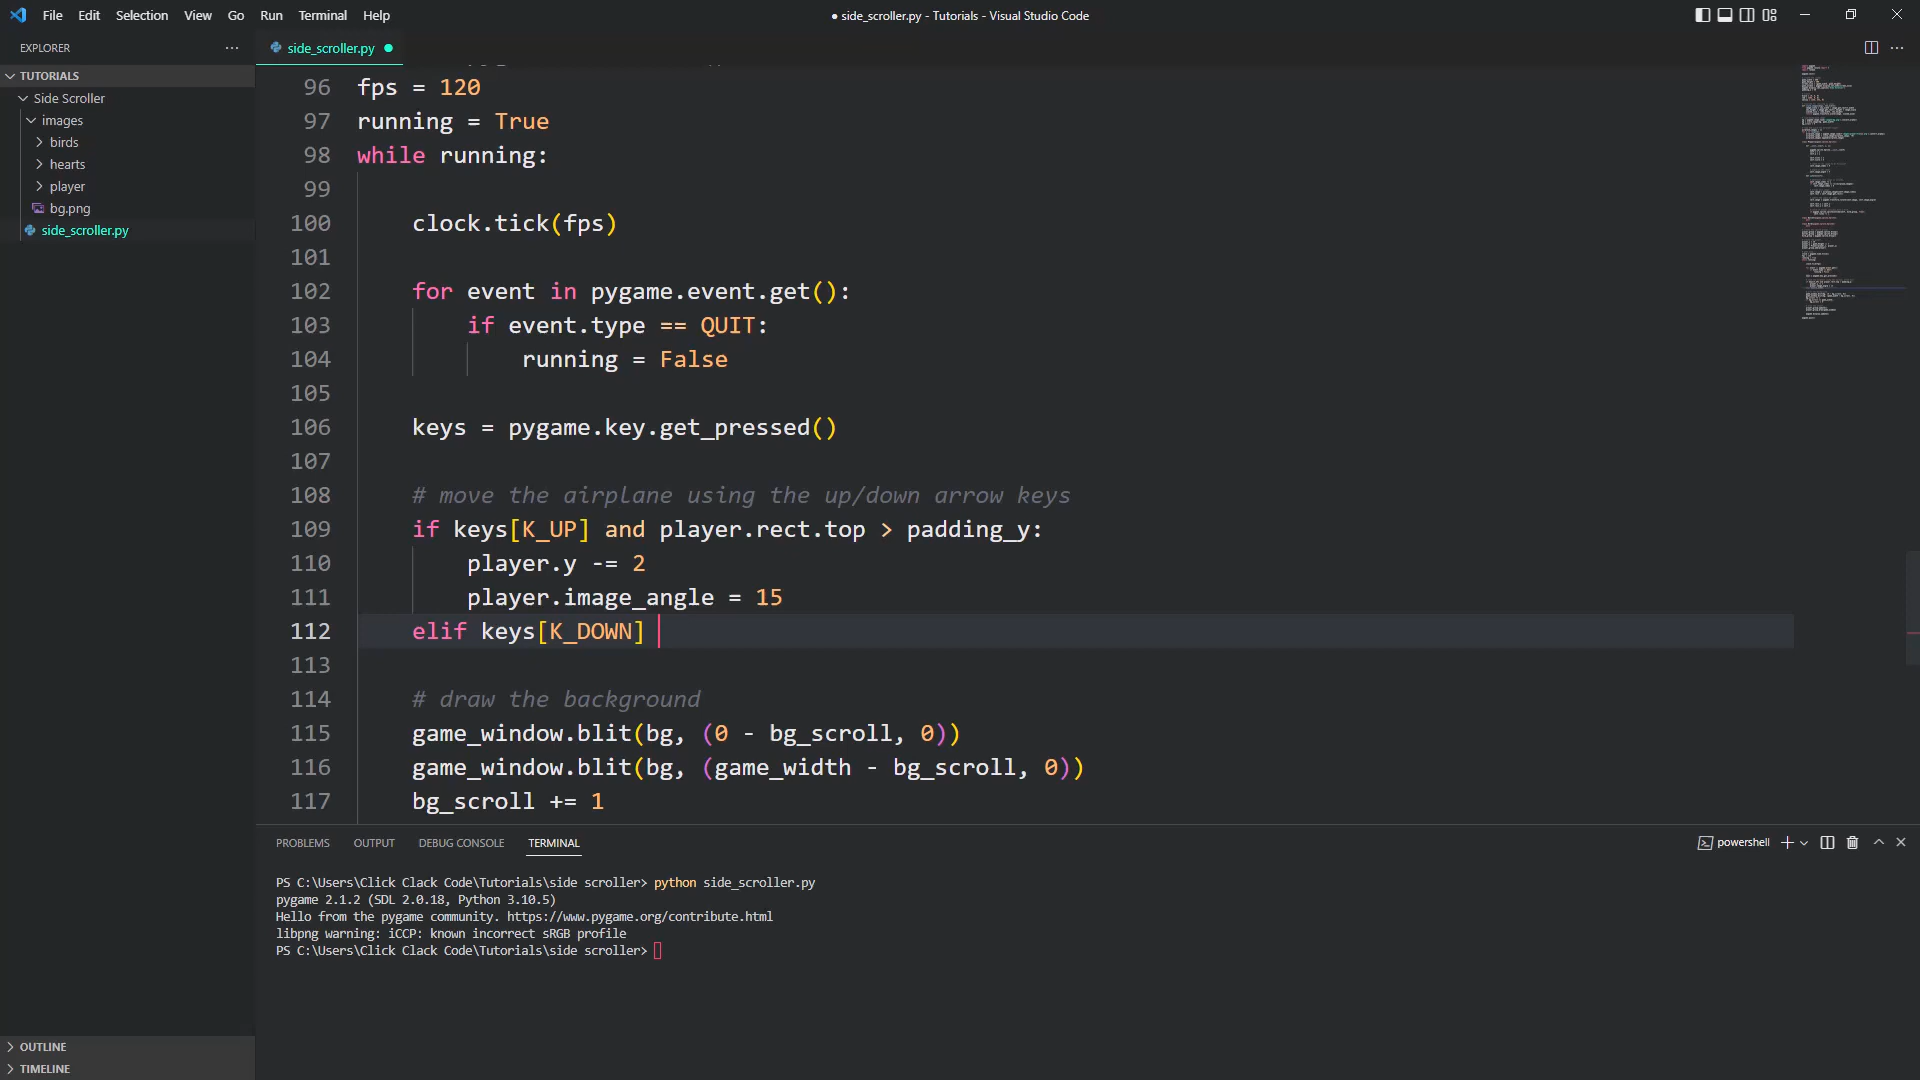 File Edit Selection View Go Run Terminal Help
● side_scroller.py - Tutorials - Visual Studio Code
EXPLORER
side_scroller.py
TUTORIALS
Side Scroller
images
birds
hearts
player
bg.png
side_scroller.py
OUTLINE
TIMELINE
96 fps = 120
97 running = True
98 while running:
99
100 clock.tick(fps)
101
102 for event in pygame.event.get():
103 if event.type == QUIT:
104 running = False
105
106 keys = pygame.key.get_pressed()
107
108 # move the airplane using the up/down arrow keys
109 if keys[K_UP] and player.rect.top > padding_y:
110 player.y -= 2
111 player.image_angle = 15
112 elif keys[K_DOWN]
113
114 # draw the background
115 game_window.blit(bg, (0 - bg_scroll, 0))
116 game_window.blit(bg, (game_width - bg_scroll, 0))
117 bg_scroll += 1
PROBLEMS OUTPUT DEBUG CONSOLE TERMINAL
powershell
PS C:\Users\Click Clack Code\Tutorials\side scroller> python side_scroller.py
pygame 2.1.2 (SDL 2.0.18, Python 3.10.5)
Hello from the pygame community. https://www.pygame.org/contribute.html
libpng warning: iCCP: known incorrect sRGB profile
PS C:\Users\Click Clack Code\Tutorials\side scroller>